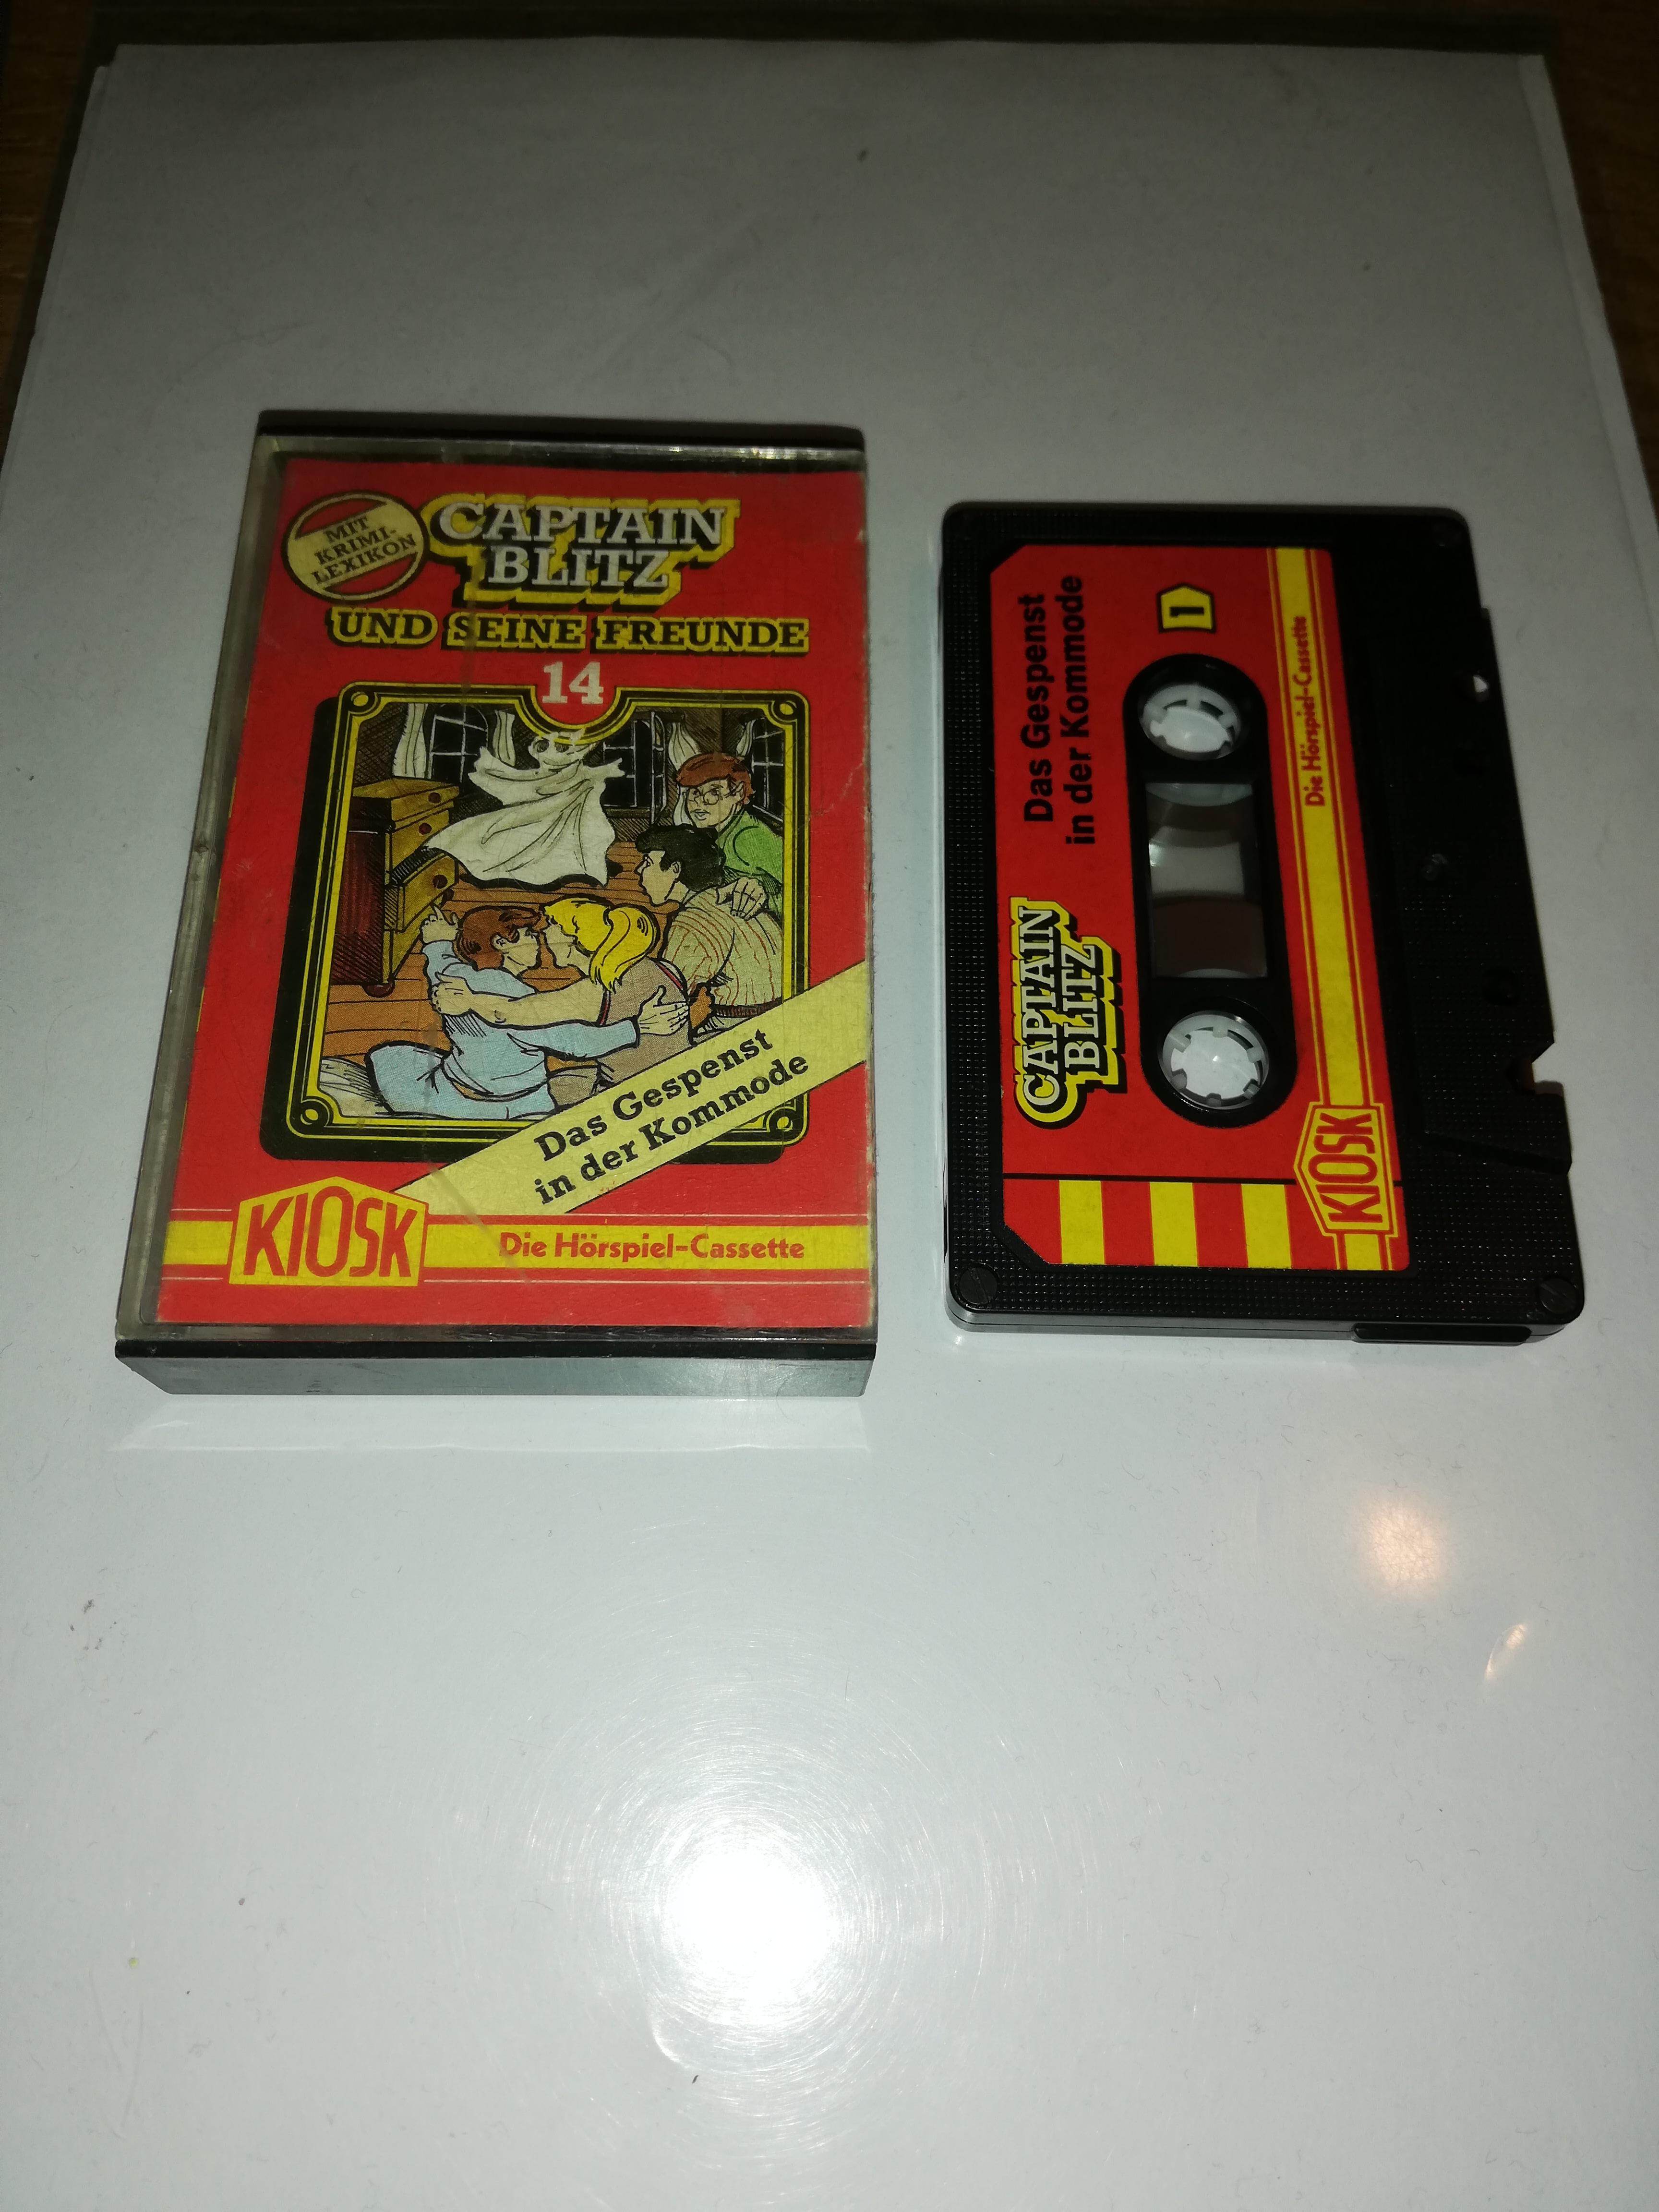 MIT
KRIMI-
LEXIKON
CAPTAIN
BLITZ
UND SEINE FREUNDE
14
Das Gespenst
in der Kommode
KIOSK
Die Hörspiel-Cassette
CAPTAIN
BLITZ
Das Gespenst
in der Kommode
1
KIOSK
Die Hörspiel-Cassette